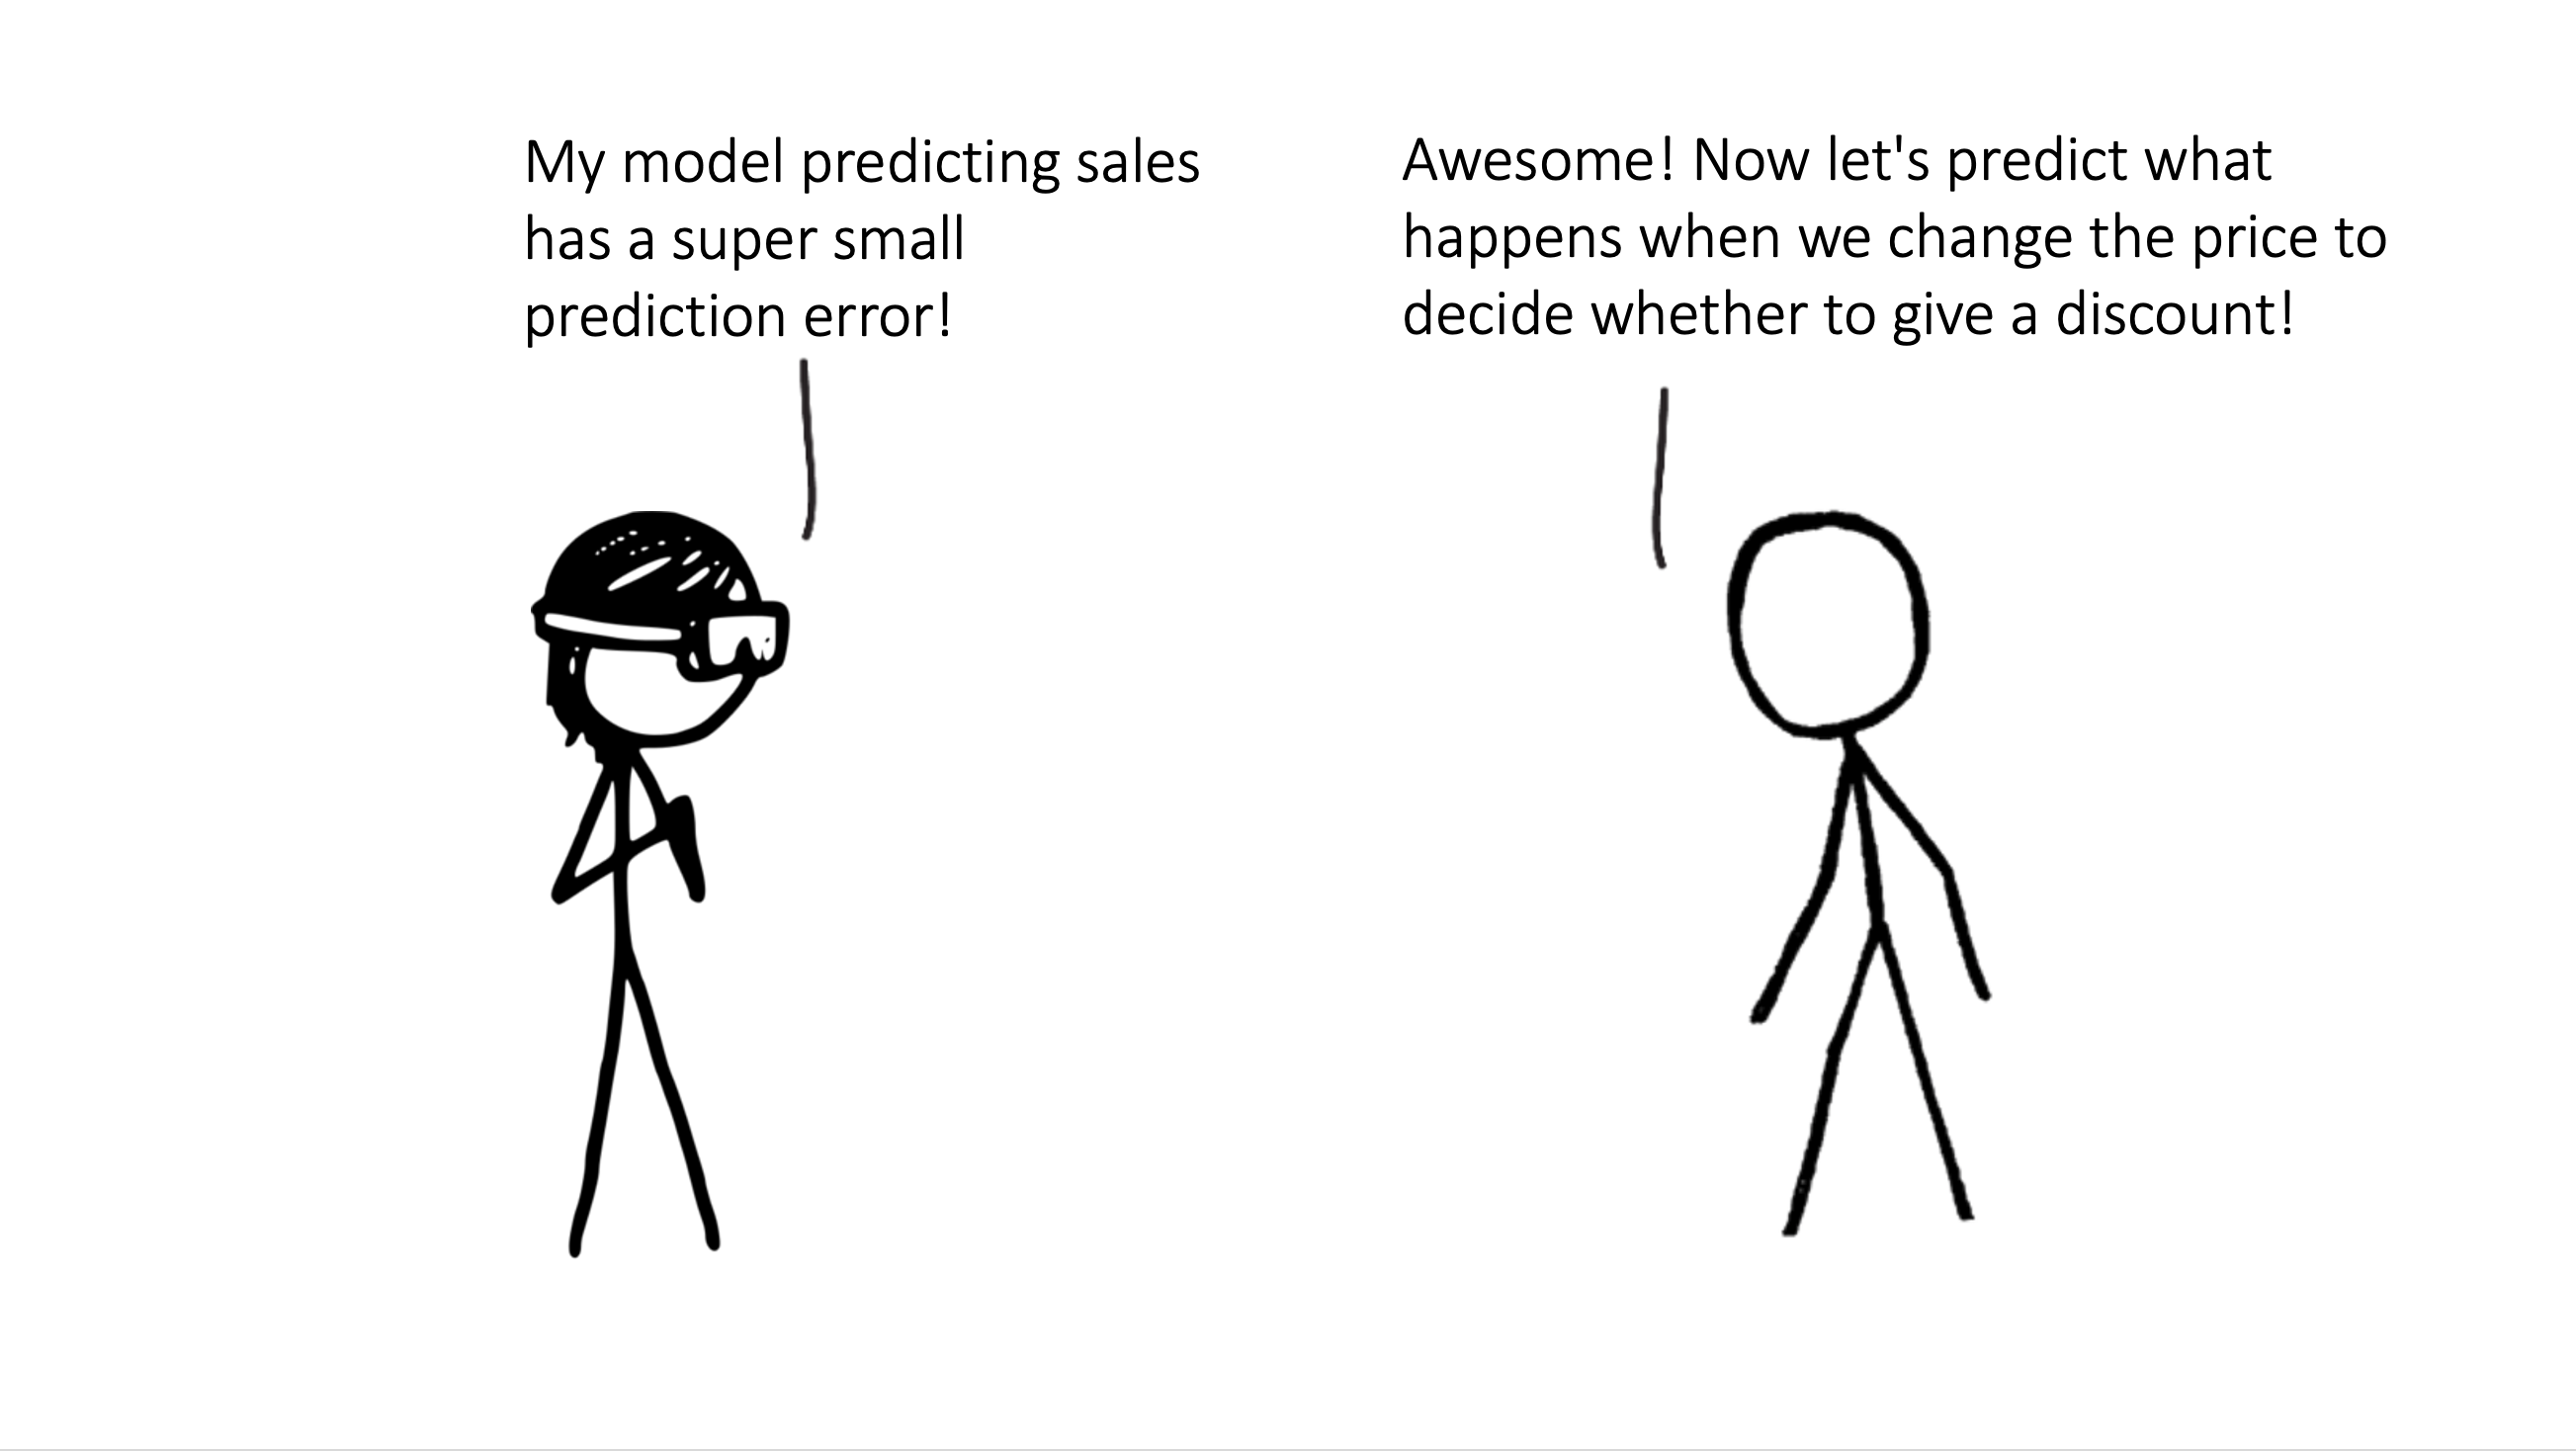 My model predicting sales
has a super small
prediction error!
Awesome! Now let's predict what
happens when we change the price to
decide whether to give a discount!